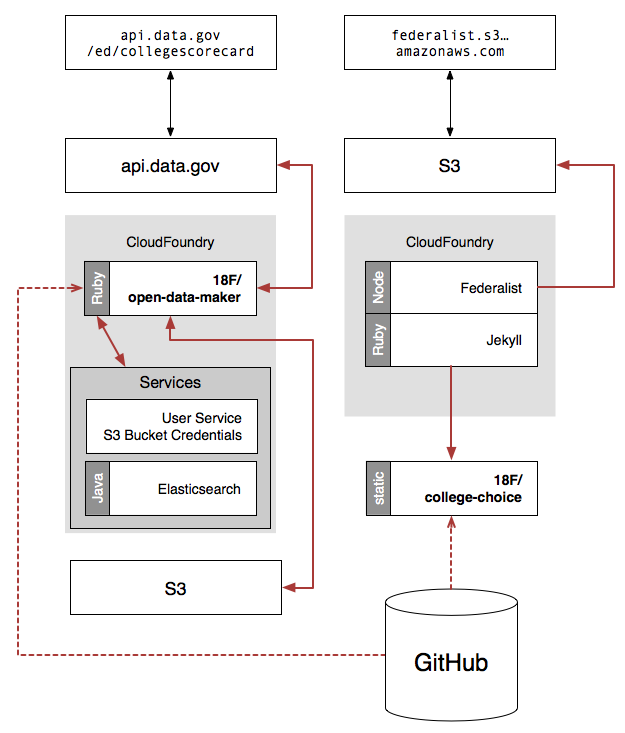 api.data.gov
/ed/collegescorecard
federalist.s3…
amazonaws.com
api.data.gov
S3
CloudFoundry
Ruby
18F/
open-data-maker
Services
User Service
S3 Bucket Credentials
Java
Elasticsearch
S3
CloudFoundry
Node
Federalist
Ruby
Jekyll
static
18F/
college-choice
GitHub